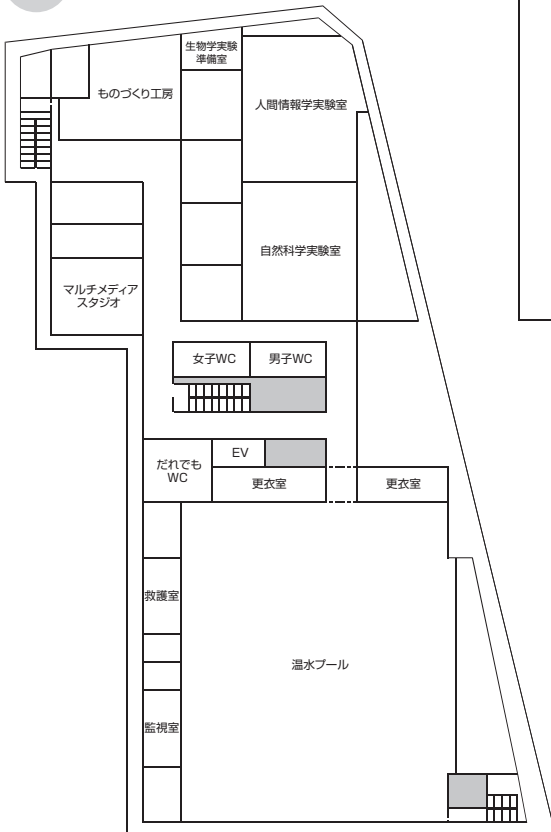 生物学実験
準備室
ものづくり工房
人間情報学実験室
自然科学実験室
マルチメディア
スタジオ
女子WC
男子WC
だれでも
WC
EV
更衣室
更衣室
救護室
温水プール
監視室